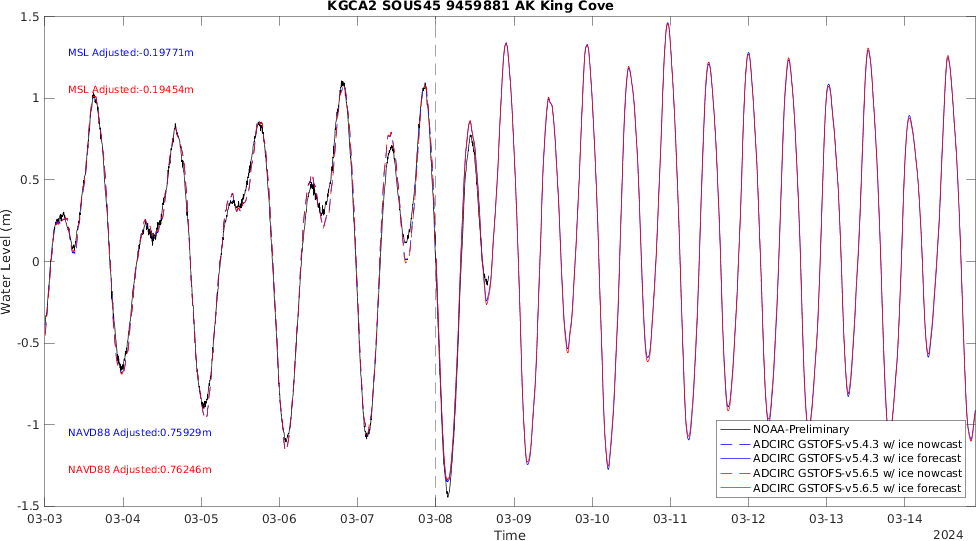 KGCA2 SOUS45 9459881 AK King Cove
1.5
MSL Adjusted:-0.19771m
MSL Adjusted:-0.19454m
1
0.5
Water Level (m)
0
-0.5
-1
NAVD88 Adjusted:0.75929m
NAVD88 Adjusted:0.76246m
NOAA-Preliminary
ADCIRC GSTOFS-v5.4.3 w/ ice nowcast
ADCIRC GSTOFS-v5.4.3 w/ ice forecast
ADCIRC GSTOFS-v5.6.5 w/ ice nowcast
ADCIRC GSTOFS-v5.6.5 w/ ice forecast
-1.5
03-03 03-04 03-05 03-06 03-07 03-08 03-09 03-10 03-11 03-12 03-13 03-14
Time
2024